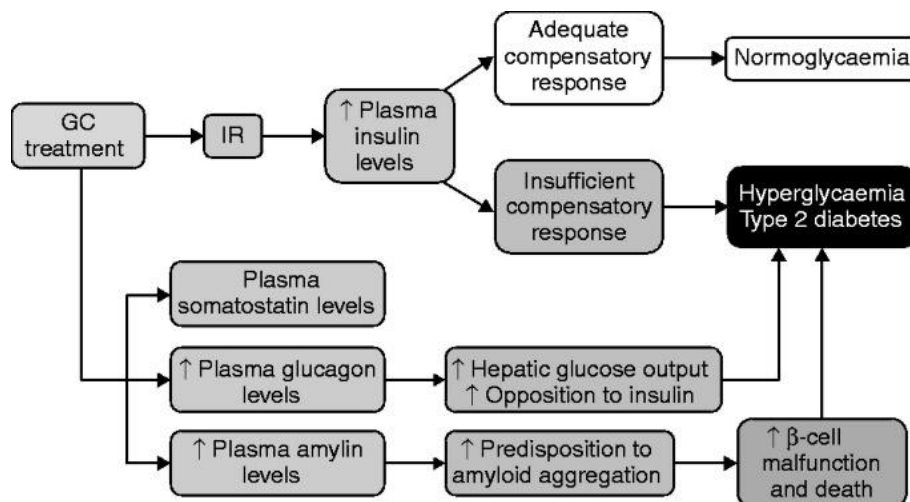 Adequate
compensatory
response
Normoglycaemia
GC
treatment
IR
↑ Plasma
insulin
levels
Insufficient
compensatory
response
Hyperglycaemia
Type 2 diabetes
Plasma
somatostatin levels
↑ Plasma glucagon
levels
↑ Hepatic glucose output
↑ Opposition to insulin
↑ Plasma amylin
levels
↑ Predisposition to
amyloid aggregation
↑ β-cell
malfunction
and death